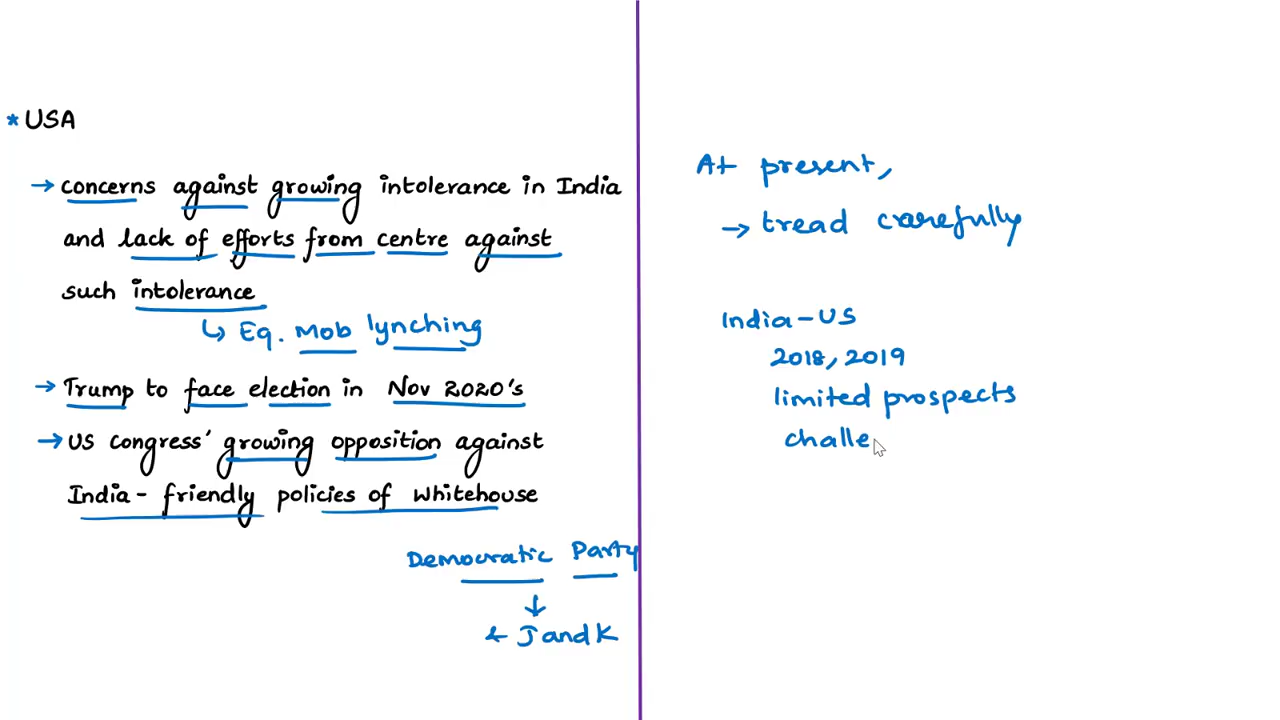 * USA
→ concerns against growing intolerance in India
and lack of efforts from centre against
such intolerance
↳ Eg. Mob lynching
→ Trump to face election in Nov 2020's
→ US congress' growing opposition against
India - friendly policies of whitehouse
Democratic Party
↓
← J and K
At present,
→ tread carefully
India - US
2018, 2019
limited prospects
challe